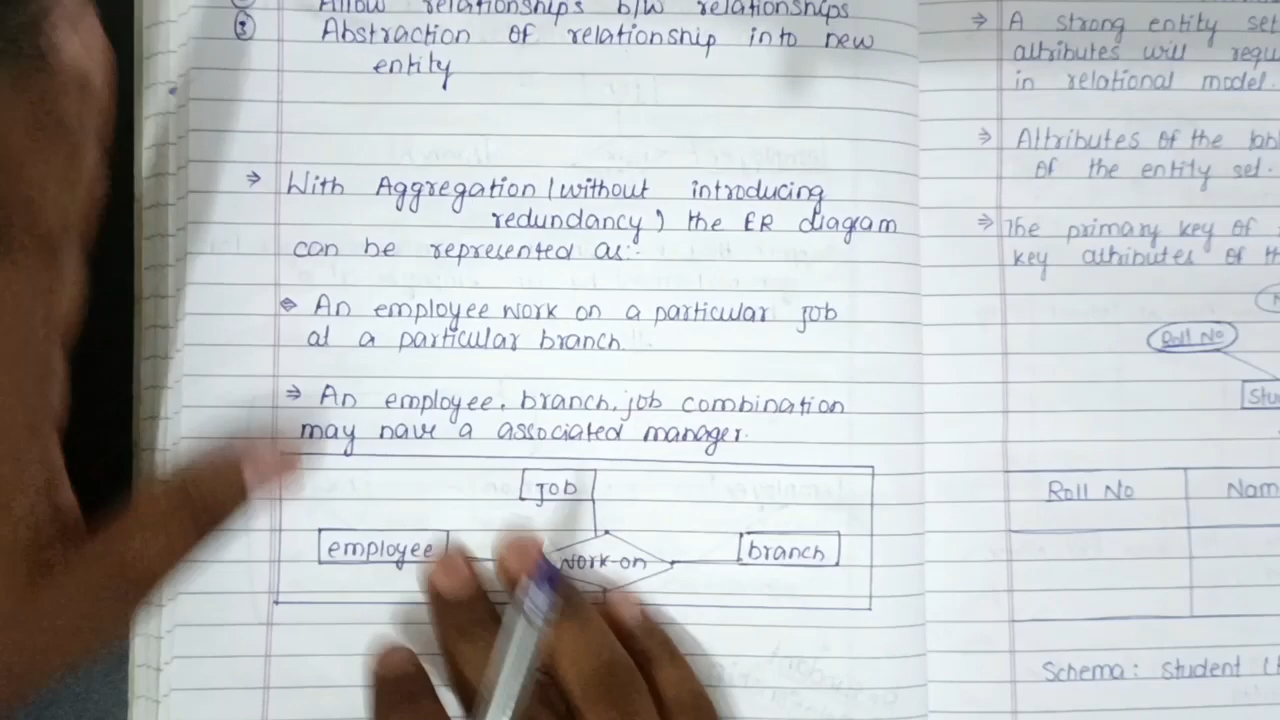 Allow relationships b/w relationships
③ Abstraction of relationship into new
entity
⇒ With Aggregation (without introducing
redundancy) the ER diagam
can be represented as:-
⇒ An employee work on a particular job
at a particular branch.
⇒ An employee, branch, job combination
may have a associated manager.
job
employee
work-on
branch
⇒ A strong entity set
attributes will requ
in relational model.
⇒ Attributes of the tab
of the entity set.
⇒ The primary key of
key attributes of th
Roll No
Stu
Roll No Nam
Schema: Student (